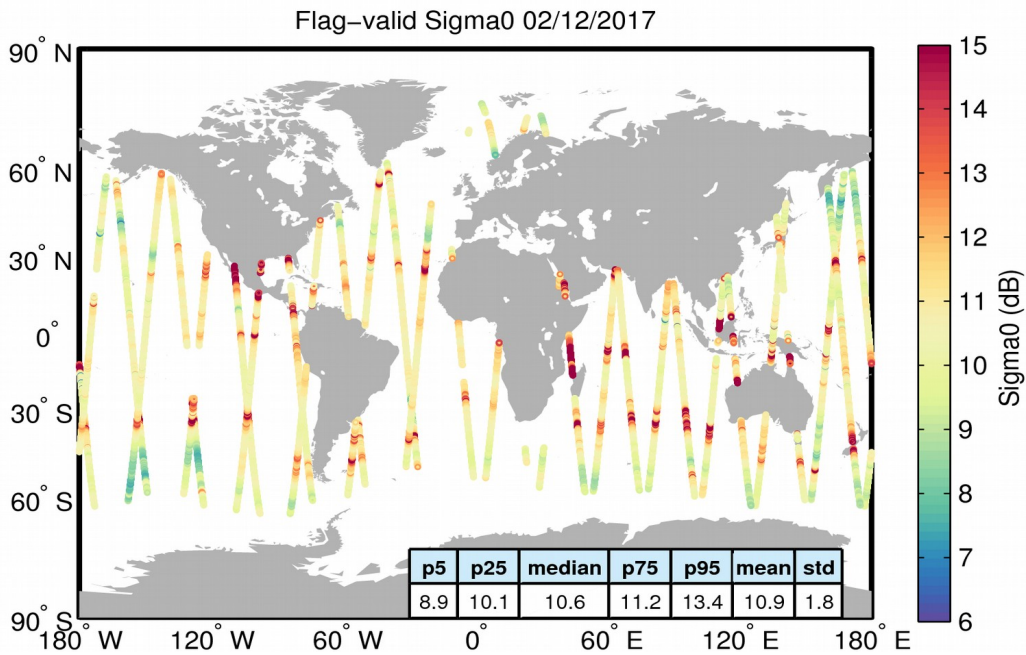 Flag−valid Sigma0 02/12/2017
90° N
60° N
30° N
0°
30° S
60° S
90° S
180° W
120° W
60° W
0°
60° E
120° E
180° E
15
14
13
12
11
10
9
8
7
6
Sigma0 (dB)
p5 p25 median p75 p95 mean std
8.9 10.1 10.6 11.2 13.4 10.9 1.8